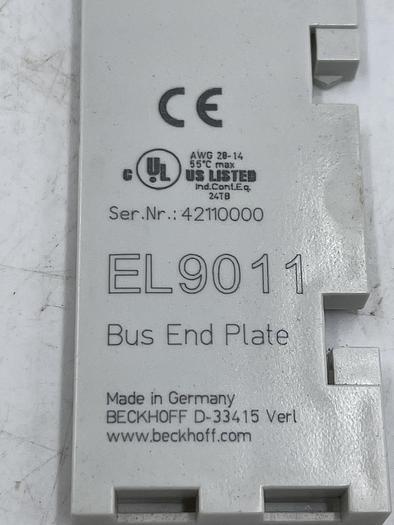 CE
AWG 28-14
55°C max
C UL US LISTED
Ind.Cont.Eq.
24TB
Ser.Nr.: 42110000
EL9011
Bus End Plate
Made in Germany
BECKHOFF D-33415 Verl
www.beckhoff.com